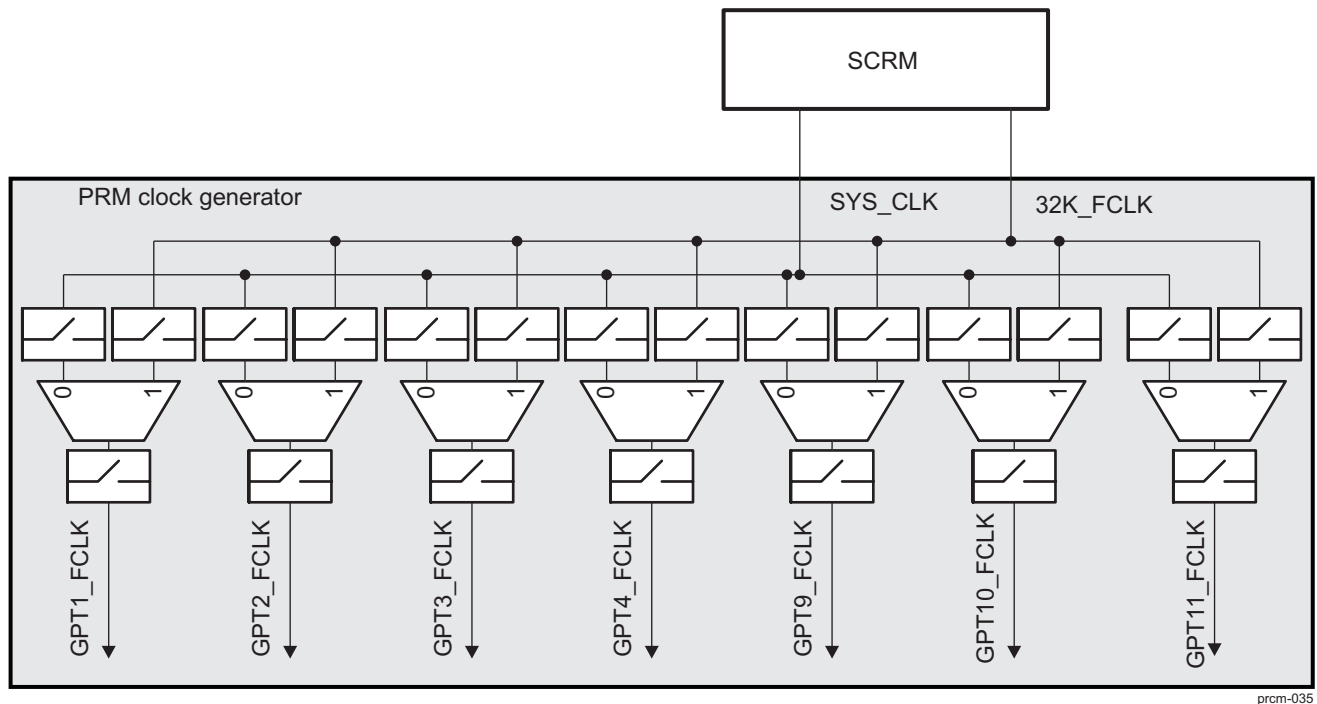 SCRM
PRM clock generator
SYS_CLK
32K_FCLK
0 1 0 1 0 1 0 1 0 1 0 1 0 1
GPT1_FCLK
GPT2_FCLK
GPT3_FCLK
GPT4_FCLK
GPT9_FCLK
GPT10_FCLK
GPT11_FCLK
prcm-035